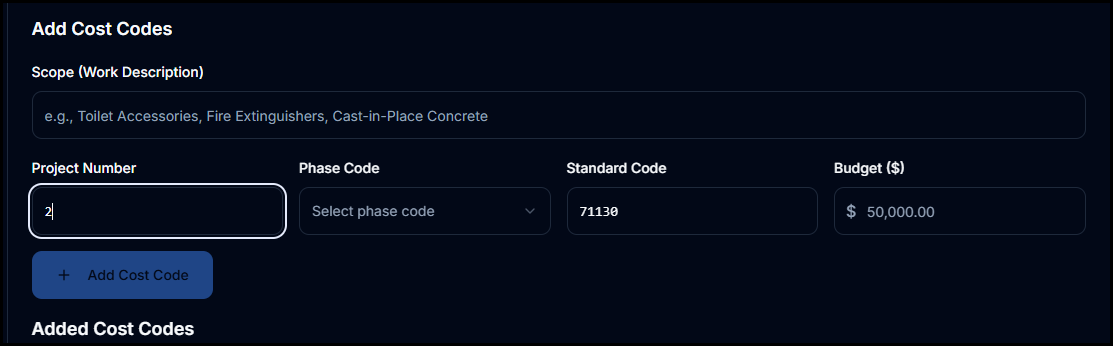 Add Cost Codes
Scope (Work Description)
e.g., Toilet Accessories, Fire Extinguishers, Cast-in-Place Concrete
Project Number Phase Code Standard Code Budget ($)
2 Select phase code 71130 $ 50,000.00
+ Add Cost Code
Added Cost Codes